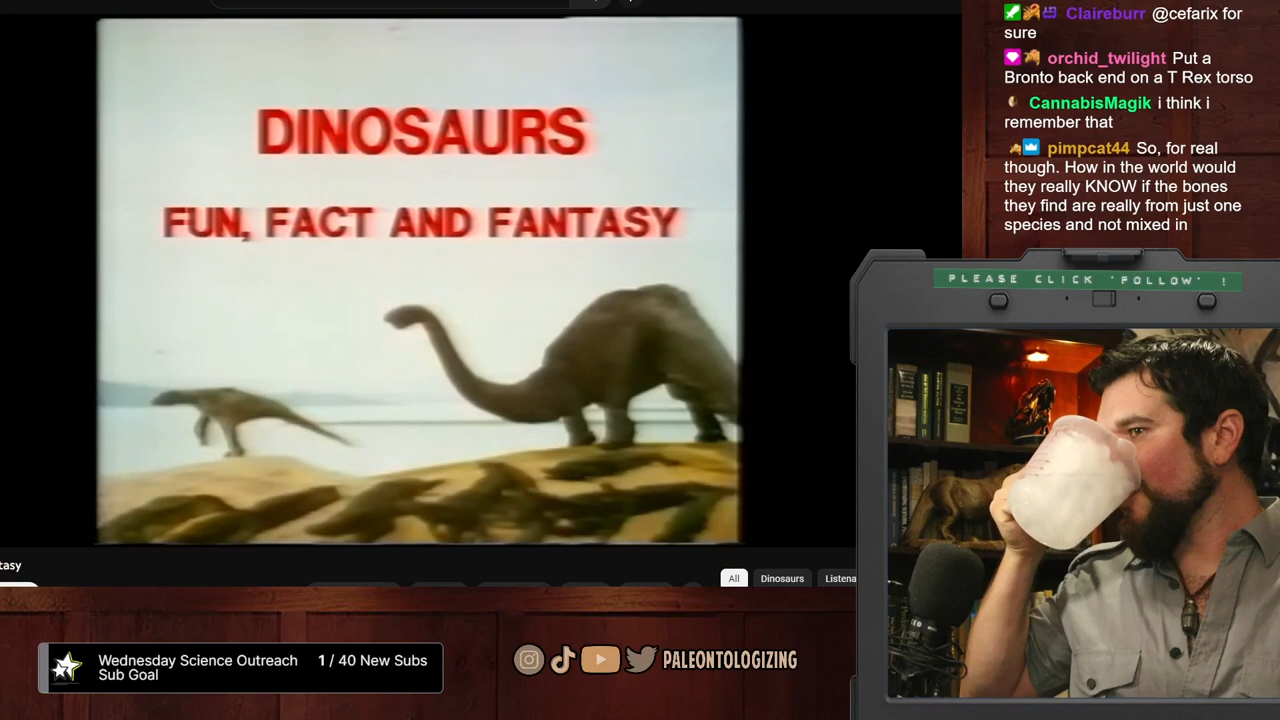 DINOSAURS
FUN, FACT AND FANTASY
tasy
All
Dinosaurs
Listena
Claireburr @cefarix for
sure
orchid_twilight Put a
Bronto back end on a T Rex torso
CannabisMagik i think i
remember that
pimpcat44 So, for real
though. How in the world would
they really KNOW if the bones
they find are really from just one
species and not mixed in
PLEASE CLICK 'FOLLOW' !
Wednesday Science Outreach 1 / 40 New Subs
Sub Goal
PALEONTOLOGIZING